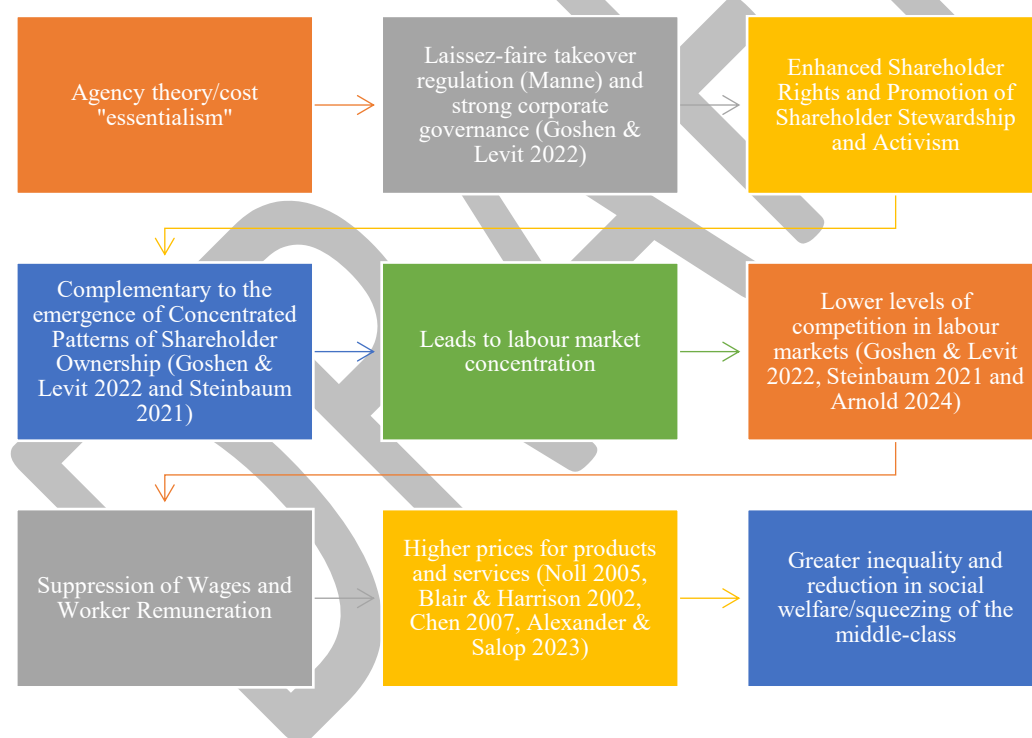 Agency theory/cost
"essentialism"
Laissez-faire takeover
regulation (Manne) and
strong corporate
governance (Goshen &
Levit 2022)
Enhanced Shareholder
Rights and Promotion of
Shareholder Stewardship
and Activism
Complementary to the
emergence of Concentrated
Patterns of Shareholder
Ownership (Goshen &
Levit 2022 and Steinbaum
2021)
Leads to labour market
concentration
Lower levels of
competition in labour
markets (Goshen & Levit
2022, Steinbaum 2021 and
Arnold 2024)
Suppression of Wages and
Worker Remuneration
Higher prices for products
and services (Noll 2005,
Blair & Harrison 2002,
Chen 2007, Alexander &
Salop 2023)
Greater inequality and
reduction in social
welfare/squeezing of the
middle-class